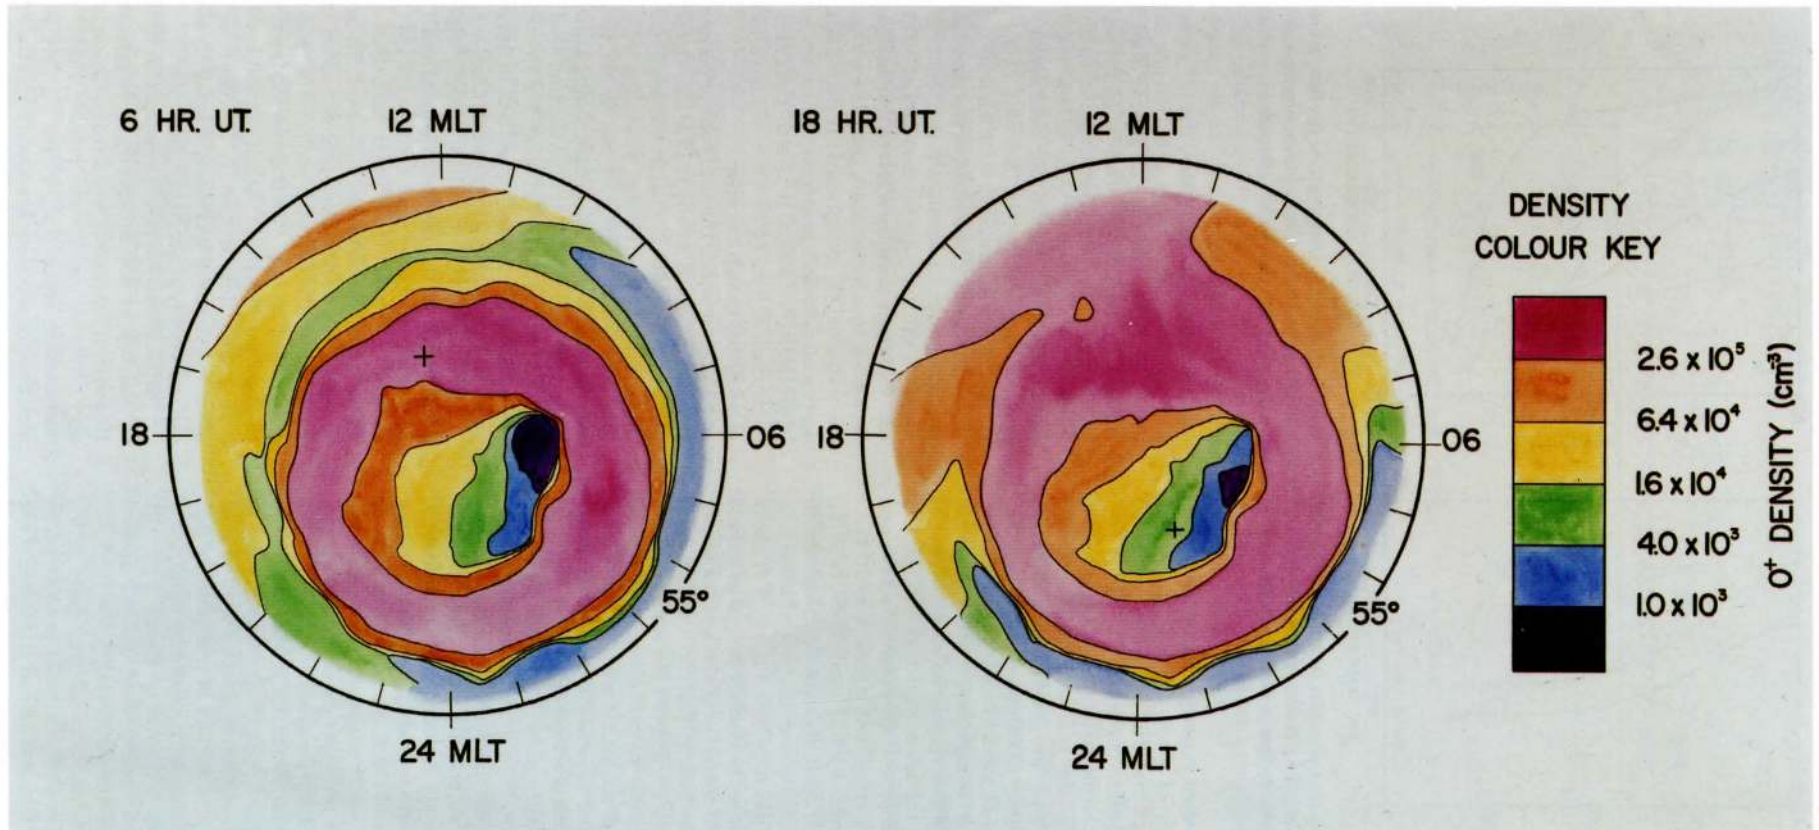 6 HR. UT.
12 MLT
18
06
55°
24 MLT
18 HR. UT.
12 MLT
18
06
55°
24 MLT
DENSITY
COLOUR KEY
2.6 x 10⁵
6.4 x 10⁴
1.6 x 10⁴
4.0 x 10³
1.0 x 10³
O⁺ DENSITY (cm⁻³)